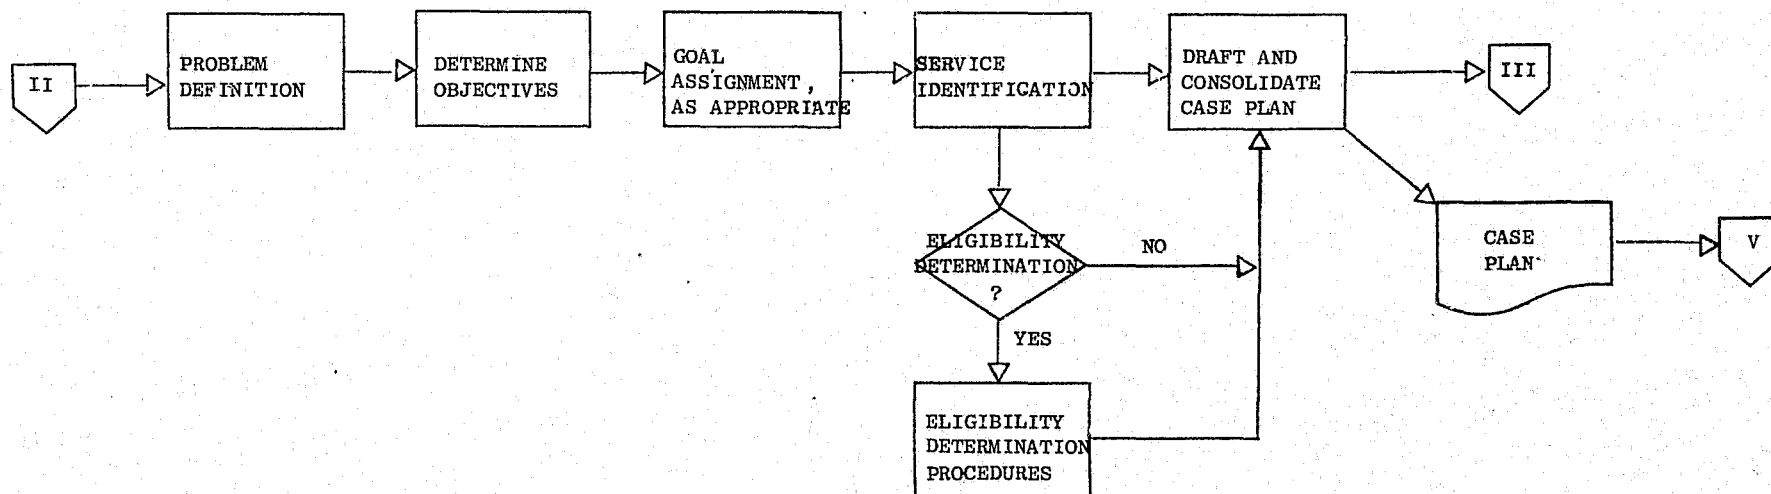 II
PROBLEM
DEFINITION
DETERMINE
OBJECTIVES
GOAL
ASSIGNMENT,
AS APPROPRIATE
SERVICE
IDENTIFICATION
DRAFT AND
CONSOLIDATE
CASE PLAN
III
ELIGIBILITY
DETERMINATION
?
NO
YES
ELIGIBILITY
DETERMINATION
PROCEDURES
CASE
PLAN
V